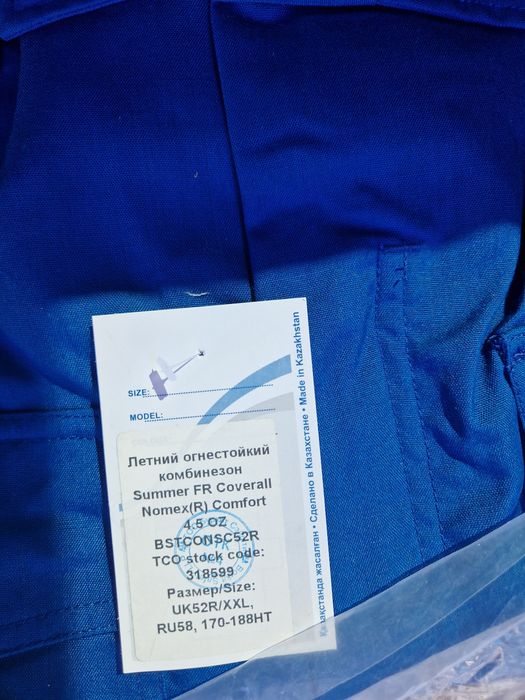 SIZE:
MODEL:
Летний огнестойкий
комбинезон
Summer FR Coverall
Nomex(R) Comfort
4.5 OZ
BSTCONSC52R
TCO stock code:
318599
Размер/Size:
UK52R/XXL,
RU58, 170-188HT
Қазақстанда жасалған • Сделано в Казахстане • Made in Kazakhstan